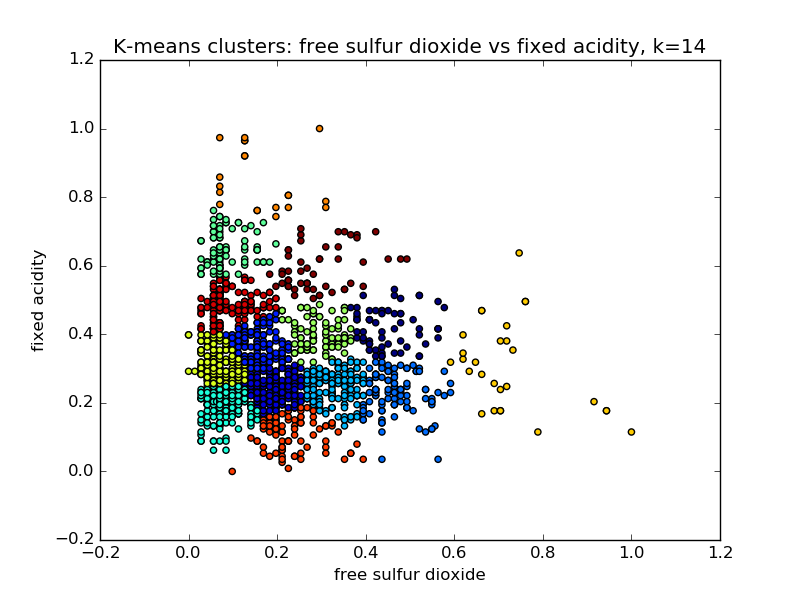 K-means clusters: free sulfur dioxide vs fixed acidity, k=14
1.2
1.0
0.8
0.6
0.4
0.2
0.0
−0.2
fixed acidity
−0.2 0.0 0.2 0.4 0.6 0.8 1.0 1.2
free sulfur dioxide